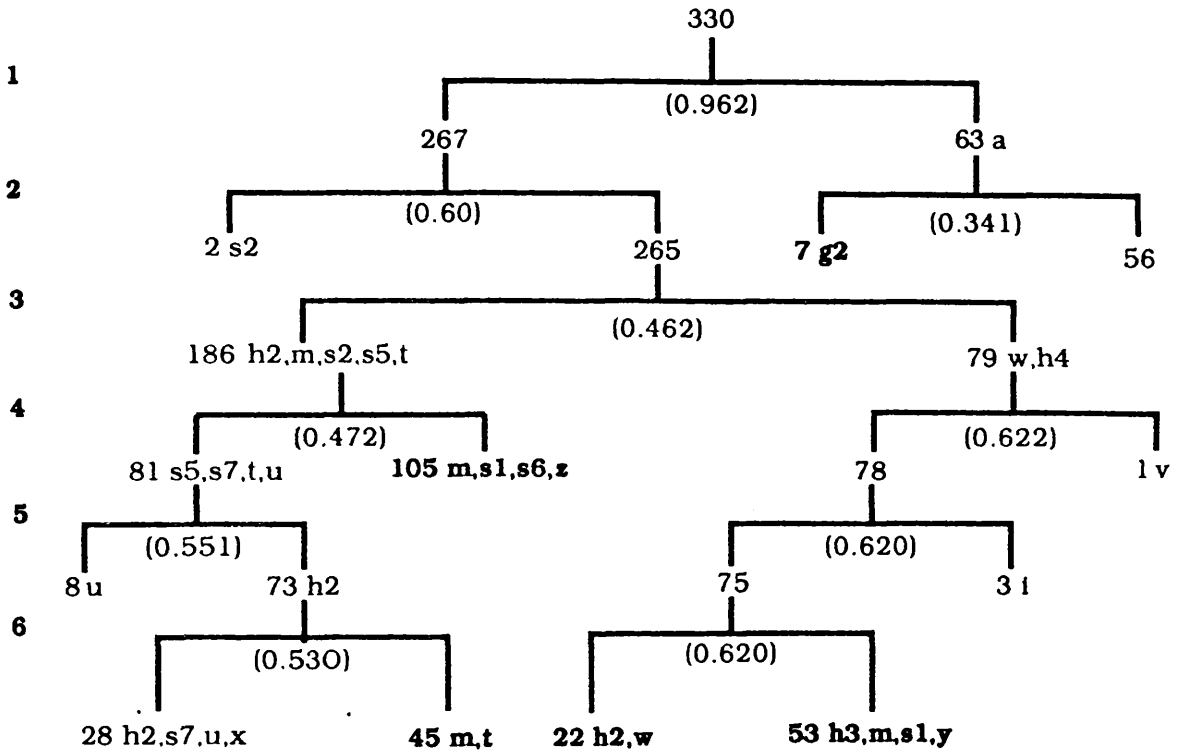 330
1
(0.962)
267 63 a
2
(0.60) (0.341)
2 s2 265 7 g2 56
3
(0.462)
186 h2,m,s2,s5,t 79 w,h4
4
(0.472) (0.622)
81 s5,s7,t,u 105 m,s1,s6,z 78 1 v
5
(0.551) (0.620)
8 u 73 h2 75 3 i
6
(0.530) (0.620)
28 h2,s7,u,x 45 m,t 22 h2,w 53 h3,m,s1,y